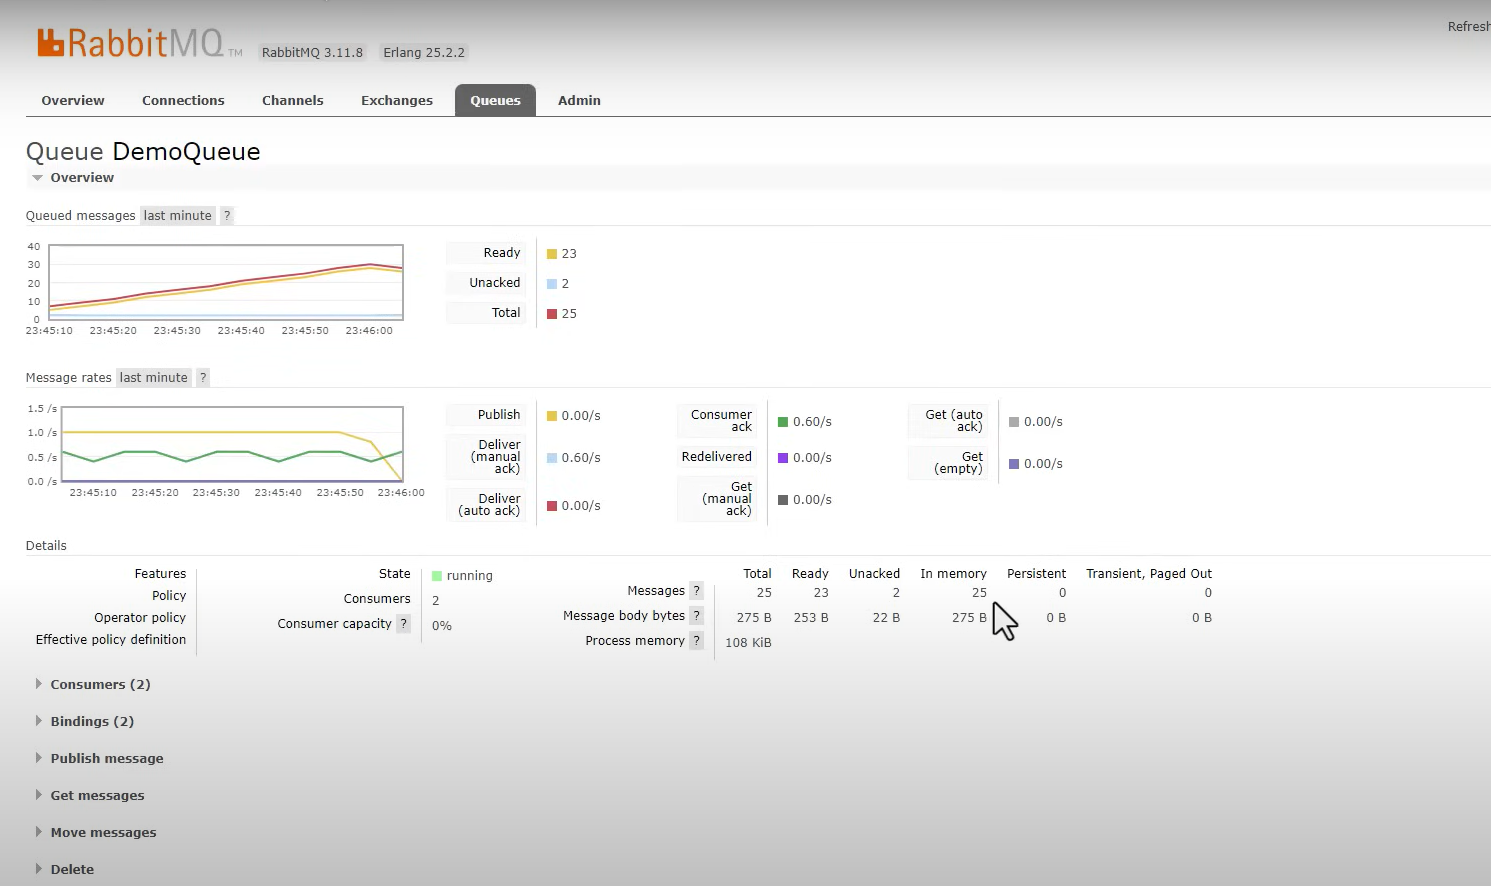 RabbitMQ TM RabbitMQ 3.11.8 Erlang 25.2.2
Refresh
Overview Connections Channels Exchanges Queues Admin
Queue DemoQueue
Overview
Queued messages last minute ?
40
30
20
10
0
23:45:10 23:45:20 23:45:30 23:45:40 23:45:50 23:46:00
Ready 23
Unacked 2
Total 25
Message rates last minute ?
1.5 /s
1.0 /s
0.5 /s
0.0 /s
23:45:10 23:45:20 23:45:30 23:45:40 23:45:50 23:46:00
Publish 0.00/s
Deliver
(manual
ack)
0.60/s
Deliver
(auto ack)
0.00/s
Consumer
ack
0.60/s
Redelivered 0.00/s
Get
(manual
ack)
0.00/s
Get (auto
ack)
0.00/s
Get
(empty)
0.00/s
Details
Features
Policy
Operator policy
Effective policy definition
State running
Consumers 2
Consumer capacity ? 0%
Total Ready Unacked In memory Persistent Transient, Paged Out
Messages ? 25 23 2 25 0 0
Message body bytes ? 275 B 253 B 22 B 275 B 0 B 0 B
Process memory ? 108 KiB
Consumers (2)
Bindings (2)
Publish message
Get messages
Move messages
Delete